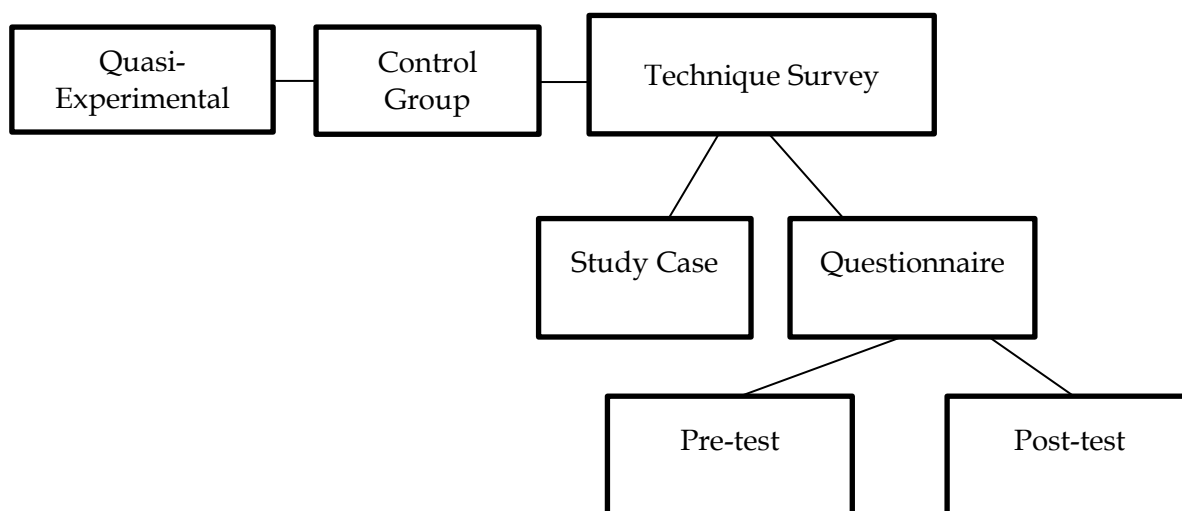 Quasi-
Experimental
Control
Group
Technique Survey
Study Case
Questionnaire
Pre-test
Post-test